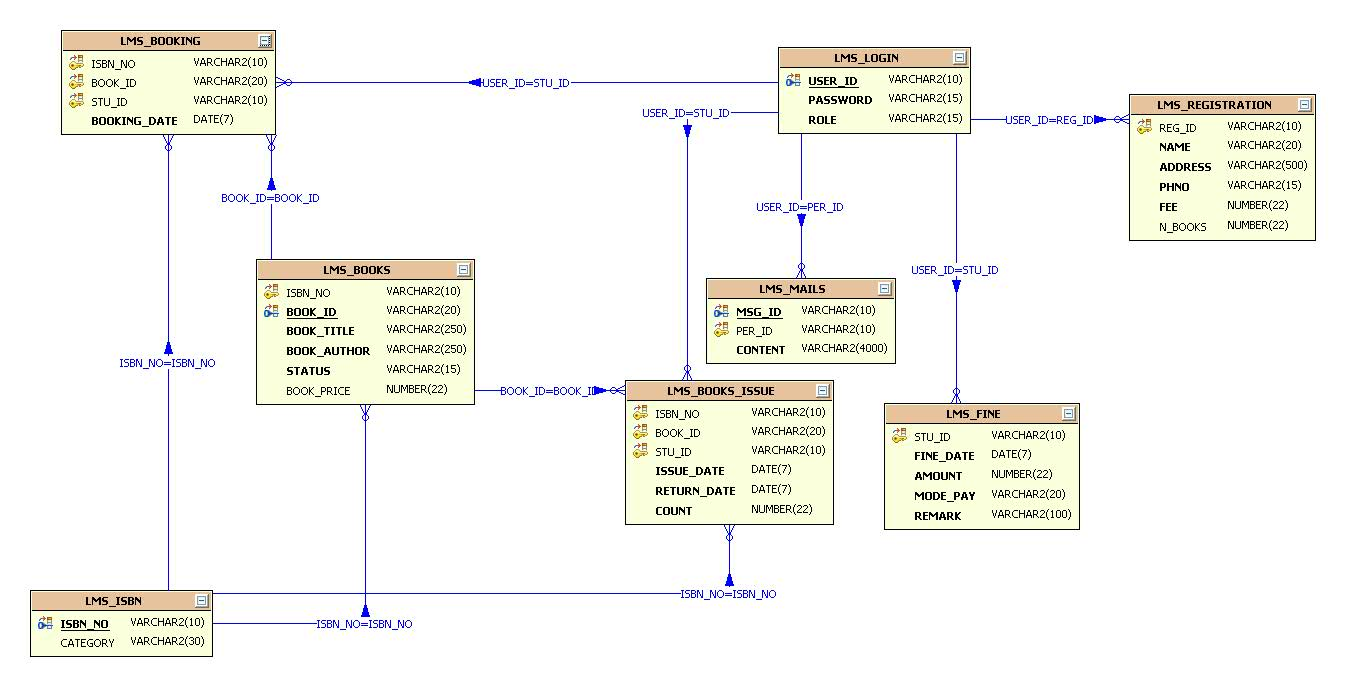 LMS_BOOKING
ISBN_NO VARCHAR2(10)
BOOK_ID VARCHAR2(20)
STU_ID VARCHAR2(10)
BOOKING_DATE DATE(7)
USER_ID=STU_ID
LMS_LOGIN
USER_ID VARCHAR2(10)
PASSWORD VARCHAR2(15)
ROLE VARCHAR2(15)
USER_ID=STU_ID
USER_ID=REG_ID
LMS_REGISTRATION
REG_ID VARCHAR2(10)
NAME VARCHAR2(20)
ADDRESS VARCHAR2(500)
PHNO VARCHAR2(15)
FEE NUMBER(22)
N_BOOKS NUMBER(22)
BOOK_ID=BOOK_ID
USER_ID=PER_ID
USER_ID=STU_ID
LMS_BOOKS
ISBN_NO VARCHAR2(10)
BOOK_ID VARCHAR2(20)
BOOK_TITLE VARCHAR2(250)
BOOK_AUTHOR VARCHAR2(250)
STATUS VARCHAR2(15)
BOOK_PRICE NUMBER(22)
LMS_MAILS
MSG_ID VARCHAR2(10)
PER_ID VARCHAR2(10)
CONTENT VARCHAR2(4000)
ISBN_NO=ISBN_NO
BOOK_ID=BOOK_ID
LMS_BOOKS_ISSUE
ISBN_NO VARCHAR2(10)
BOOK_ID VARCHAR2(20)
STU_ID VARCHAR2(10)
ISSUE_DATE DATE(7)
RETURN_DATE DATE(7)
COUNT NUMBER(22)
LMS_FINE
STU_ID VARCHAR2(10)
FINE_DATE DATE(7)
AMOUNT NUMBER(22)
MODE_PAY VARCHAR2(20)
REMARK VARCHAR2(100)
ISBN_NO=ISBN_NO
LMS_ISBN
ISBN_NO VARCHAR2(10)
CATEGORY VARCHAR2(30)
ISBN_NO=ISBN_NO